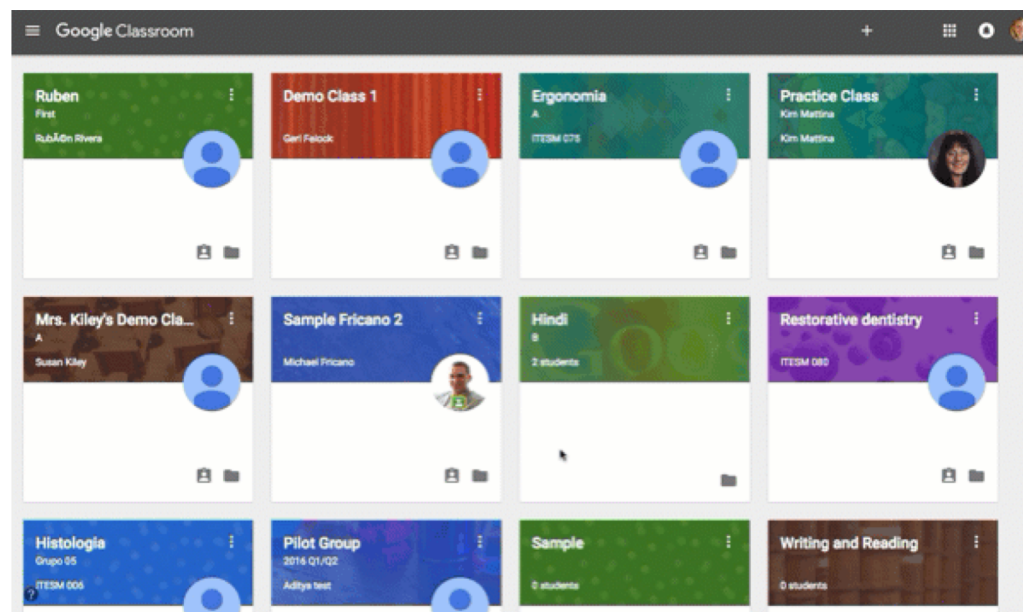 Google Classroom
Ruben
First
RubÃ©n Rivera
Demo Class 1
Geri Felock
Ergonomia
A
ITESM 075
Practice Class
Kim Mattina
Kim Mattina
Mrs. Kiley's Demo Cla...
A
Susan Kiley
Sample Fricano 2
Michael Fricano
Hindi
B
2 students
Restorative dentistry
ITESM 080
Histologia
Grupo 05
ITESM 006
?
Pilot Group
2016 Q1/Q2
Aditya test
Sample
0 students
Writing and Reading
0 students